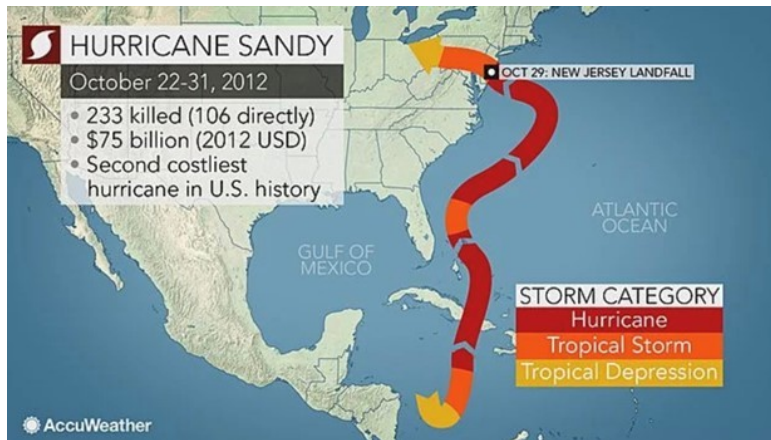 HURRICANE SANDY
October 22-31, 2012
• 233 killed (106 directly)
• $75 billion (2012 USD)
• Second costliest
hurricane in U.S. history
OCT 29: NEW JERSEY LANDFALL
ATLANTIC
OCEAN
GULF OF
MEXICO
STORM CATEGORY
Hurricane
Tropical Storm
Tropical Depression
AccuWeather